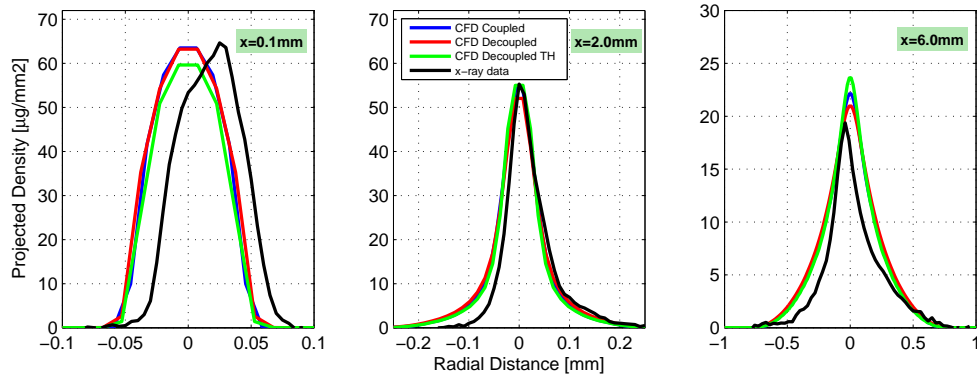 Projected Density [µg/mm2]
70
60
50
40
30
20
10
0
x=0.1mm
−0.1 −0.05 0 0.05 0.1
70
60
50
40
30
20
10
0
CFD Coupled
CFD Decoupled
CFD Decoupled TH
x−ray data
x=2.0mm
−0.2 −0.1 0 0.1 0.2
Radial Distance [mm]
30
25
20
15
10
5
0
x=6.0mm
−1 −0.5 0 0.5 1